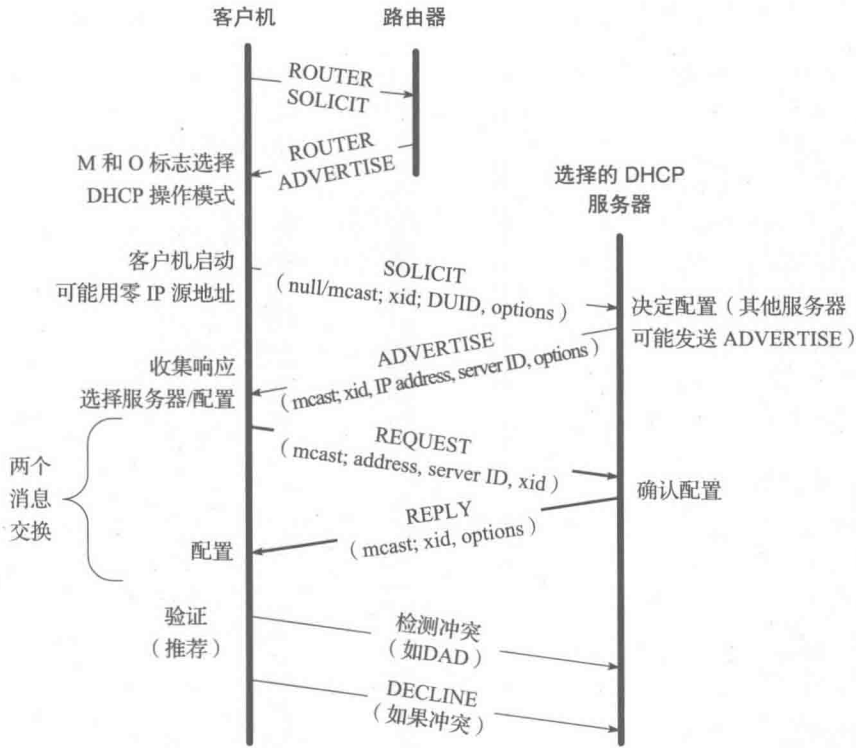 客户机
路由器
ROUTER
SOLICIT
ROUTER
ADVERTISE
M 和 O 标志选择
DHCP 操作模式
选择的 DHCP
服务器
客户机启动
可能用零 IP 源地址
SOLICIT
(null/mcast; xid; DUID, options)
决定配置（其他服务器
可能发送 ADVERTISE）
ADVERTISE
(mcast; xid, IP address, server ID, options)
收集响应
选择服务器/配置
REQUEST
(mcast; address, server ID, xid)
两个
消息
交换
确认配置
REPLY
(mcast; xid, options)
配置
验证
（推荐）
检测冲突
（如DAD）
DECLINE
（如果冲突）